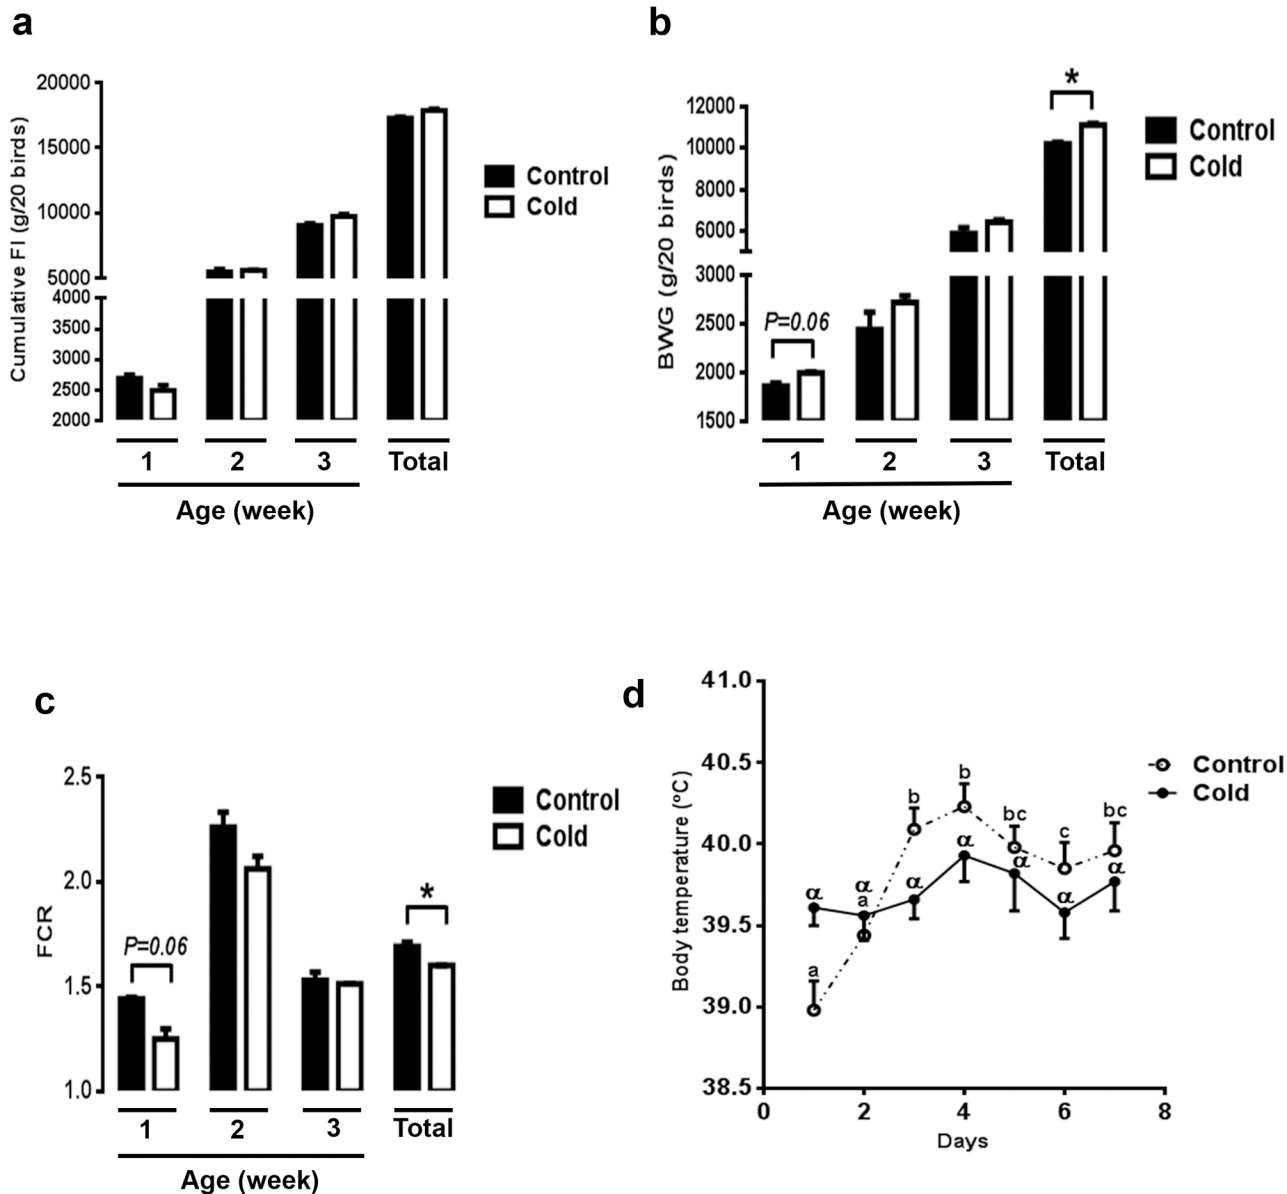 a
Cumulative FI (g/20 birds)
20000
15000
10000
5000
4000
3500
3000
2500
2000
1 2 3 Total
Age (week)
Control
Cold
b
BWG (g/20 birds)
12000
10000
8000
6000
3000
2500
2000
1500
P=0.06
*
1 2 3 Total
Age (week)
Control
Cold
c
FCR
2.5
2.0
1.5
1.0
P=0.06
*
1 2 3 Total
Age (week)
Control
Cold
d
Body temperature (ºC)
41.0
40.5
40.0
39.5
39.0
38.5
a
a
b
b
bc
c
bc
α
α
α
α
α
α
α
0 2 4 6 8
Days
Control
Cold